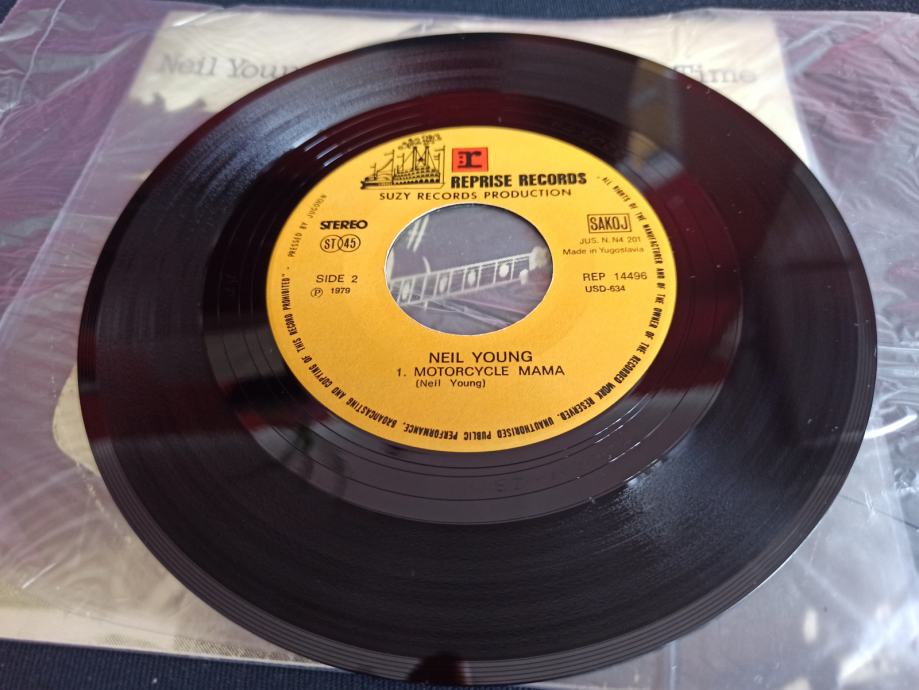 Neil Youn
Time
r
REPRISE RECORDS
SUZY RECORDS PRODUCTION
STEREO
ST 45
SIDE 2
℗ 1979
SAKOJ
JUS. N. N4 201
Made in Yugoslavia
REP 14496
USD-634
NEIL YOUNG
1. MOTORCYCLE MAMA
(Neil Young)
- ALL RIGHTS OF THE MANUFACTURER AND OF THE OWNER OF THE RECORDED WORK RESERVED. UNAUTHORISED PUBLIC PERFORMANCE, BROADCASTING AND COPYING OF THIS RECORD PROHIBITED" - PRESSED BY JUGOTON